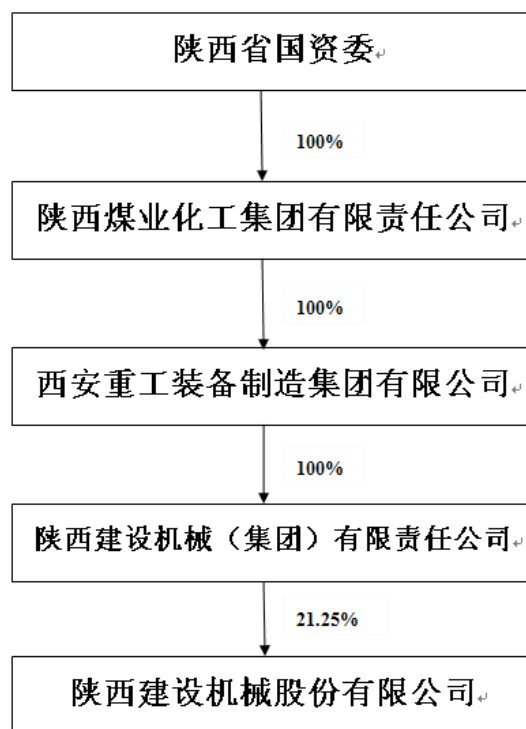 陕西省国资委
100%
陕西煤业化工集团有限责任公司
100%
西安重工装备制造集团有限公司
100%
陕西建设机械（集团）有限责任公司
21.25%
陕西建设机械股份有限公司